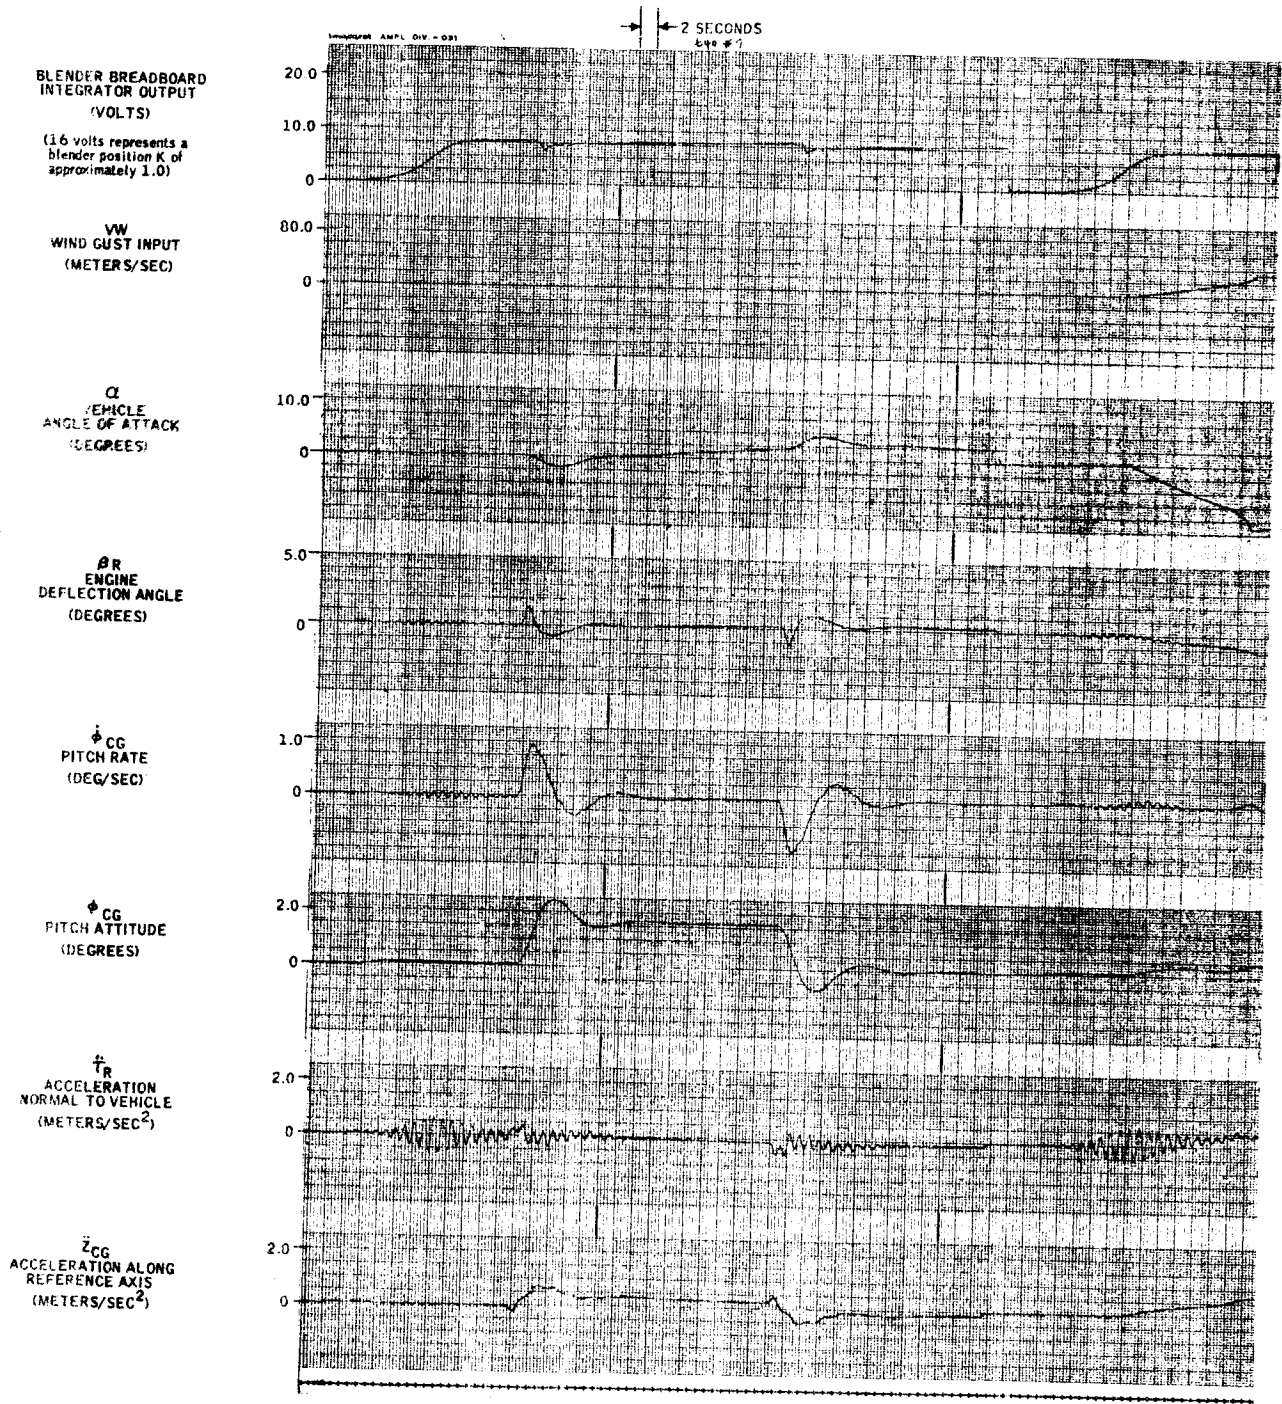 2 SECONDS
AMPL DIV. - 031
BLENDER BREADBOARD
INTEGRATOR OUTPUT
(VOLTS)
(16 volts represents a
blender position K of
approximately 1.0)
20.0
10.0
0
VW
WIND GUST INPUT
(METERS/SEC)
80.0
0
α
VEHICLE
ANGLE OF ATTACK
(DEGREES)
10.0
0
βR
ENGINE
DEFLECTION ANGLE
(DEGREES)
5.0
0
ϕ̇CG
PITCH RATE
(DEG/SEC)
1.0
0
ϕCG
PITCH ATTITUDE
(DEGREES)
2.0
0
R
ACCELERATION
NORMAL TO VEHICLE
(METERS/SEC2)
2.0
0
Z̈CG
ACCELERATION ALONG
REFERENCE AXIS
(METERS/SEC2)
2.0
0